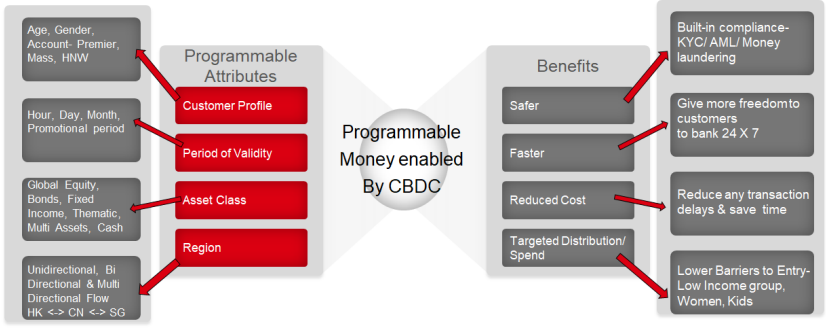 Age, Gender,
Account- Premier,
Mass, HNW
Hour, Day, Month,
Promotional period
Global Equity,
Bonds, Fixed
Income, Thematic,
Multi Assets, Cash
Unidirectional, Bi
Directional & Multi
Directional Flow
HK <-> CN <-> SG
Programmable
Attributes
Customer Profile
Period of Validity
Asset Class
Region
Programmable
Money enabled
By CBDC
Benefits
Safer
Faster
Reduced Cost
Targeted Distribution/
Spend
Built-in compliance-
KYC/ AML/ Money
laundering
Give more freedom to
customers
to bank 24 X 7
Reduce any transaction
delays & save time
Lower Barriers to Entry-
Low Income group,
Women, Kids